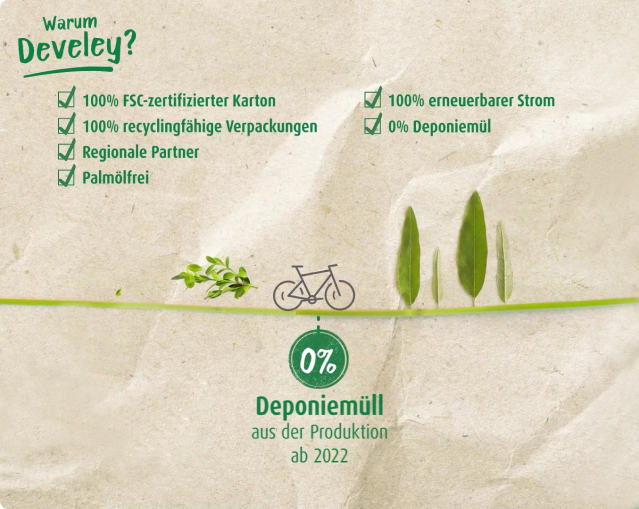 Warum
Develey?
100% FSC-zertifizierter Karton
100% recyclingfähige Verpackungen
Regionale Partner
Palmölfrei
100% erneuerbarer Strom
0% Deponiemül
0%
Deponiemüll
aus der Produktion
ab 2022